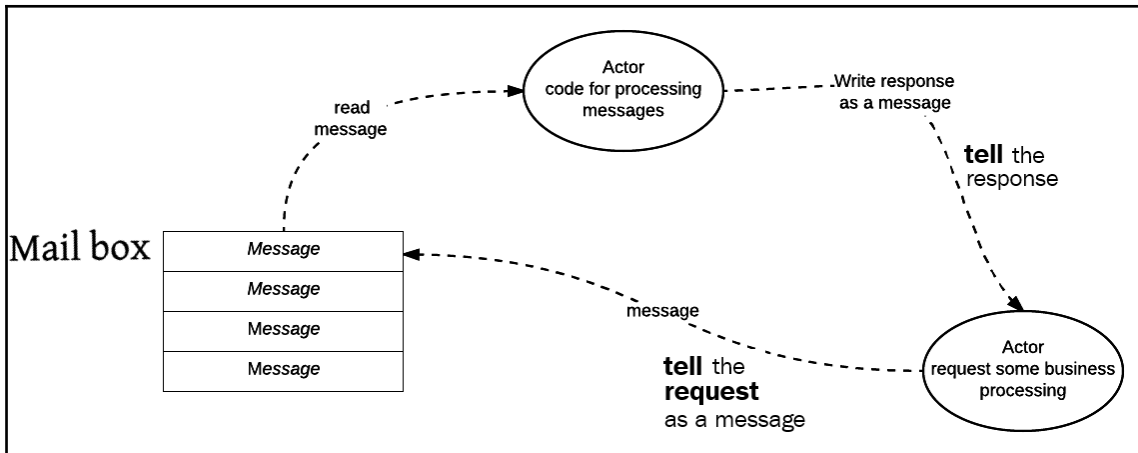 Actor
code for processing
messages
Write response
as a message
read
message
tell the
response
Mail box
Message
Message
Message
Message
message
tell the
request
as a message
Actor
request some business
processing